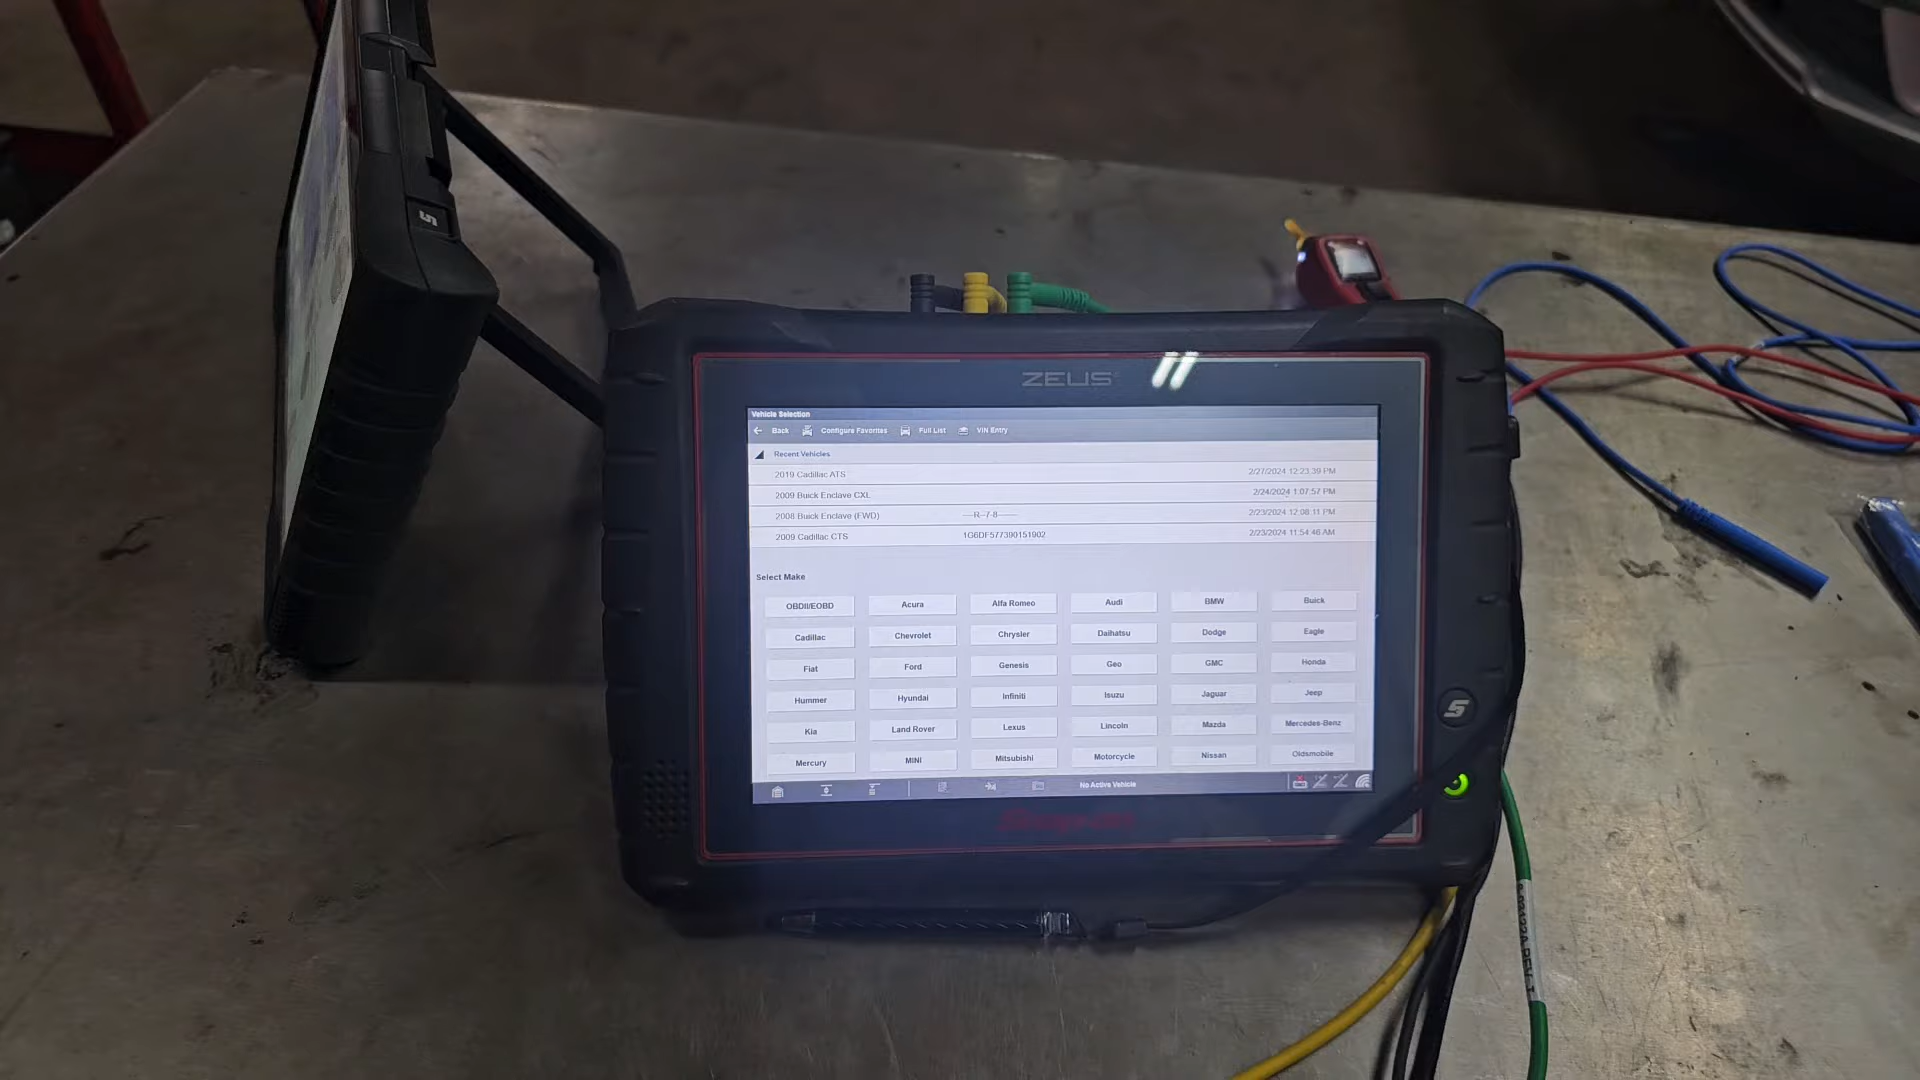 ZEUS
Vehicle Selection
Back Configure Favorites Full List VIN Entry
Recent Vehicles
2019 Cadillac ATS 2/27/2024 12:23:39 PM
2009 Buick Enclave CXL 2/24/2024 1:07:57 PM
2008 Buick Enclave (FWD) ----R--7-8------- 2/23/2024 12:08:11 PM
2009 Cadillac CTS 1G6DF577390151902 2/23/2024 11:54:46 AM
Select Make
OBDII/EOBD Acura Alfa Romeo Audi BMW Buick
Cadillac Chevrolet Chrysler Daihatsu Dodge Eagle
Fiat Ford Genesis Geo GMC Honda
Hummer Hyundai Infiniti Isuzu Jaguar Jeep
Kia Land Rover Lexus Lincoln Mazda Mercedes-Benz
Mercury MINI Mitsubishi Motorcycle Nissan Oldsmobile
No Active Vehicle
Snap-on
S
S